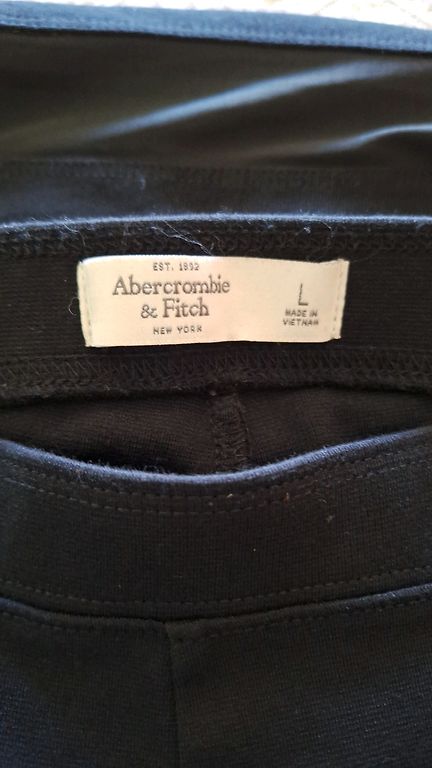 EST. 1892
Abercrombie
& Fitch
NEW YORK
L
MADE IN
VIETNAM